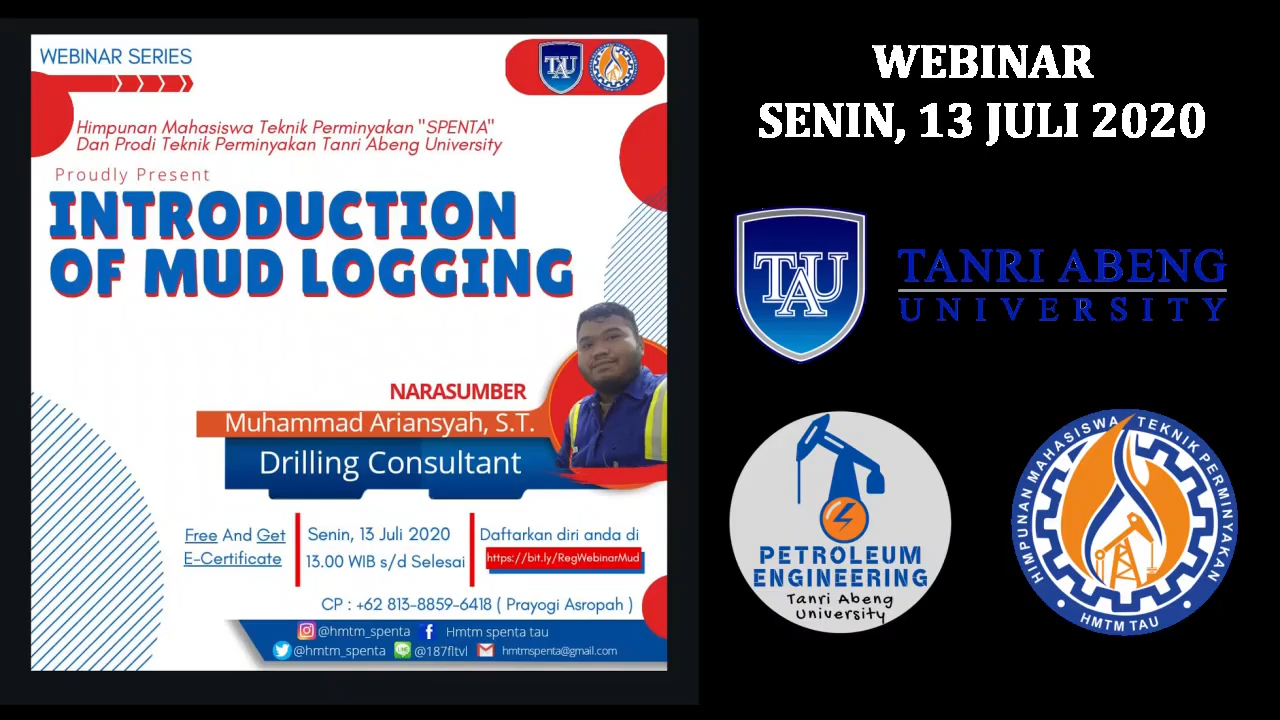 WEBINAR SERIES
TAU
Himpunan Mahasiswa Teknik Perminyakan "SPENTA"
Dan Prodi Teknik Perminyakan Tanri Abeng University
Proudly Present
INTRODUCTION
OF MUD LOGGING
NARASUMBER
Muhammad Ariansyah, S.T.
Drilling Consultant
Free And Get
E-Certificate
Senin, 13 Juli 2020
13.00 WIB s/d Selesai
Daftarkan diri anda di
https://bit.ly/RegWebinarMud
CP : +62 813-8859-6418 ( Prayogi Asropah )
@hmtm_spenta
Hmtm spenta tau
@hmtm_spenta
@187fltvl
hmtmspenta@gmail.com
WEBINAR
SENIN, 13 JULI 2020
TAU
TANRI ABENG
UNIVERSITY
PETROLEUM
ENGINEERING
Tanri Abeng
University
HIMPUNAN MAHASISWA TEKNIK PERMINYAKAN
HMTM TAU